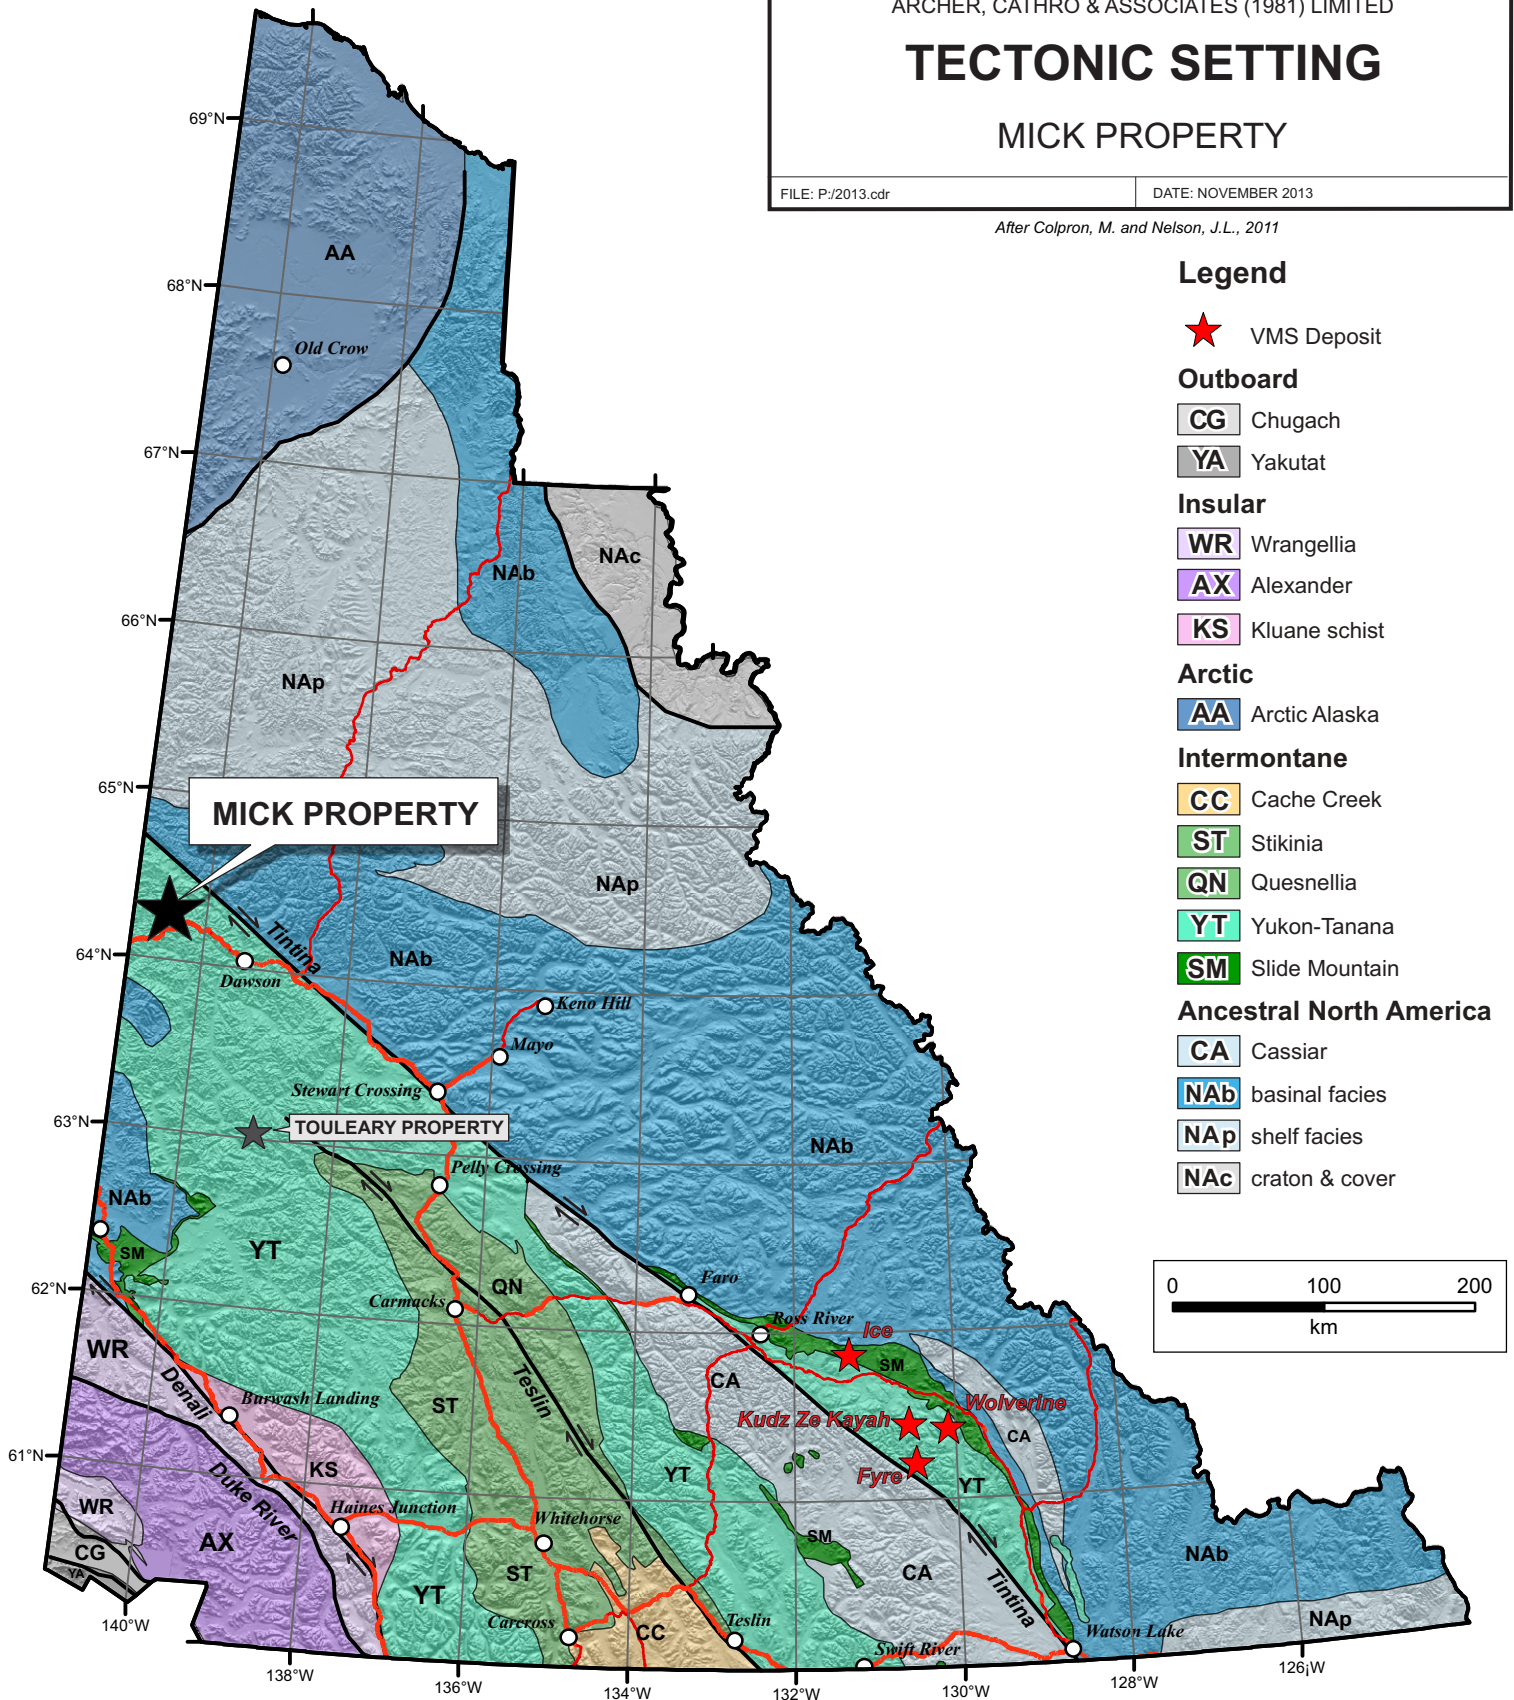 ARCHER, CATHRO & ASSOCIATES (1981) LIMITED
TECTONIC SETTING
MICK PROPERTY
FILE: P:/2013.cdr
DATE: NOVEMBER 2013
After Colpron, M. and Nelson, J.L., 2011
Legend
VMS Deposit
Outboard
CG Chugach
YA Yakutat
Insular
WR Wrangellia
AX Alexander
KS Kluane schist
Arctic
AA Arctic Alaska
Intermontane
CC Cache Creek
ST Stikinia
QN Quesnellia
YT Yukon-Tanana
SM Slide Mountain
Ancestral North America
CA Cassiar
NAb basinal facies
NAp shelf facies
NAc craton & cover
0 100 200
km
69°N
AA
68°N
Old Crow
67°N
NAc
NAb
66°N
NAp
65°N
MICK PROPERTY
NAp
Tintina
64°N
NAb
Dawson
Keno Hill
Mayo
Stewart Crossing
63°N
TOULEARY PROPERTY
NAb
Pelly Crossing
NAb
YT
SM
62°N
QN
Faro
Carmacks
Ross River
Ice
WR
SM
Denali
Burwash Landing
Teslin
CA
ST
Wolverine
Kudz Ze Kayah
CA
61°N
KS
Duke River
YT
Fyre
YT
WR
Haines Junction
Whitehorse
SM
AX
CG
YA
ST
CA
NAb
YT
Tintina
Carcross
CC
Teslin
Swift River
Watson Lake
NAp
140°W
138°W
136°W
134°W
132°W
130°W
128°W
126°W